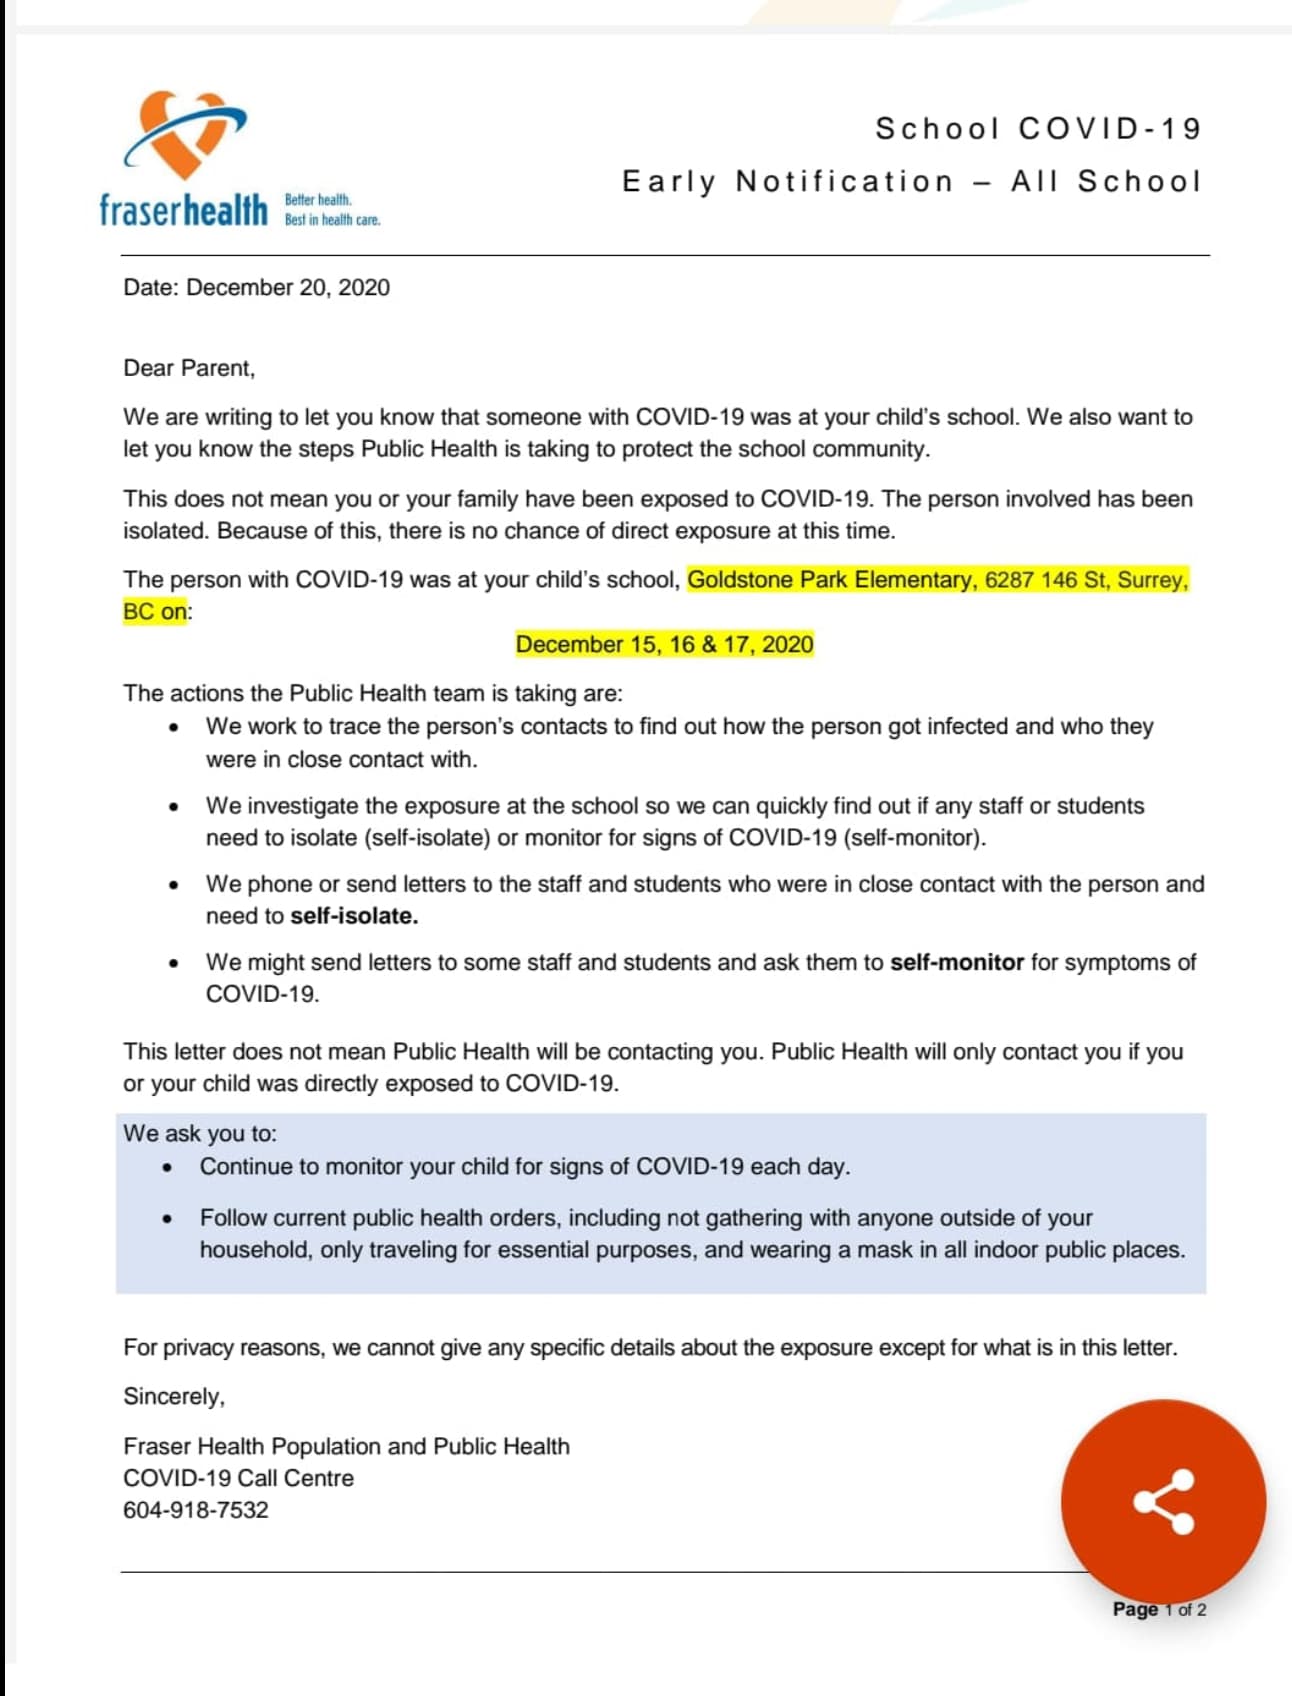 School COVID-19
Early Notification – All School
fraserhealth
Better health.
Best in health care.
Date: December 20, 2020
Dear Parent,
We are writing to let you know that someone with COVID-19 was at your child's school. We also want to
let you know the steps Public Health is taking to protect the school community.
This does not mean you or your family have been exposed to COVID-19. The person involved has been
isolated. Because of this, there is no chance of direct exposure at this time.
The person with COVID-19 was at your child's school, Goldstone Park Elementary, 6287 146 St, Surrey,
BC on:
December 15, 16 & 17, 2020
The actions the Public Health team is taking are:
• We work to trace the person's contacts to find out how the person got infected and who they
were in close contact with.
• We investigate the exposure at the school so we can quickly find out if any staff or students
need to isolate (self-isolate) or monitor for signs of COVID-19 (self-monitor).
• We phone or send letters to the staff and students who were in close contact with the person and
need to self-isolate.
• We might send letters to some staff and students and ask them to self-monitor for symptoms of
COVID-19.
This letter does not mean Public Health will be contacting you. Public Health will only contact you if you
or your child was directly exposed to COVID-19.
We ask you to:
• Continue to monitor your child for signs of COVID-19 each day.
• Follow current public health orders, including not gathering with anyone outside of your
household, only traveling for essential purposes, and wearing a mask in all indoor public places.
For privacy reasons, we cannot give any specific details about the exposure except for what is in this letter.
Sincerely,
Fraser Health Population and Public Health
COVID-19 Call Centre
604-918-7532
Page 1 of 2